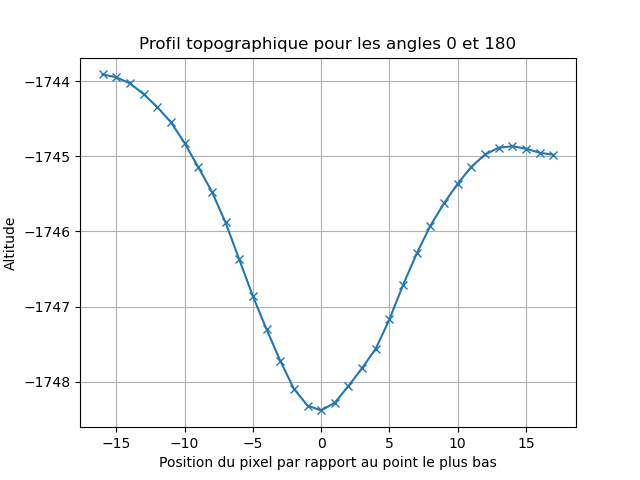 Profil topographique pour les angles 0 et 180
Altitude
−1744
−1745
−1746
−1747
−1748
−15 −10 −5 0 5 10 15
Position du pixel par rapport au point le plus bas